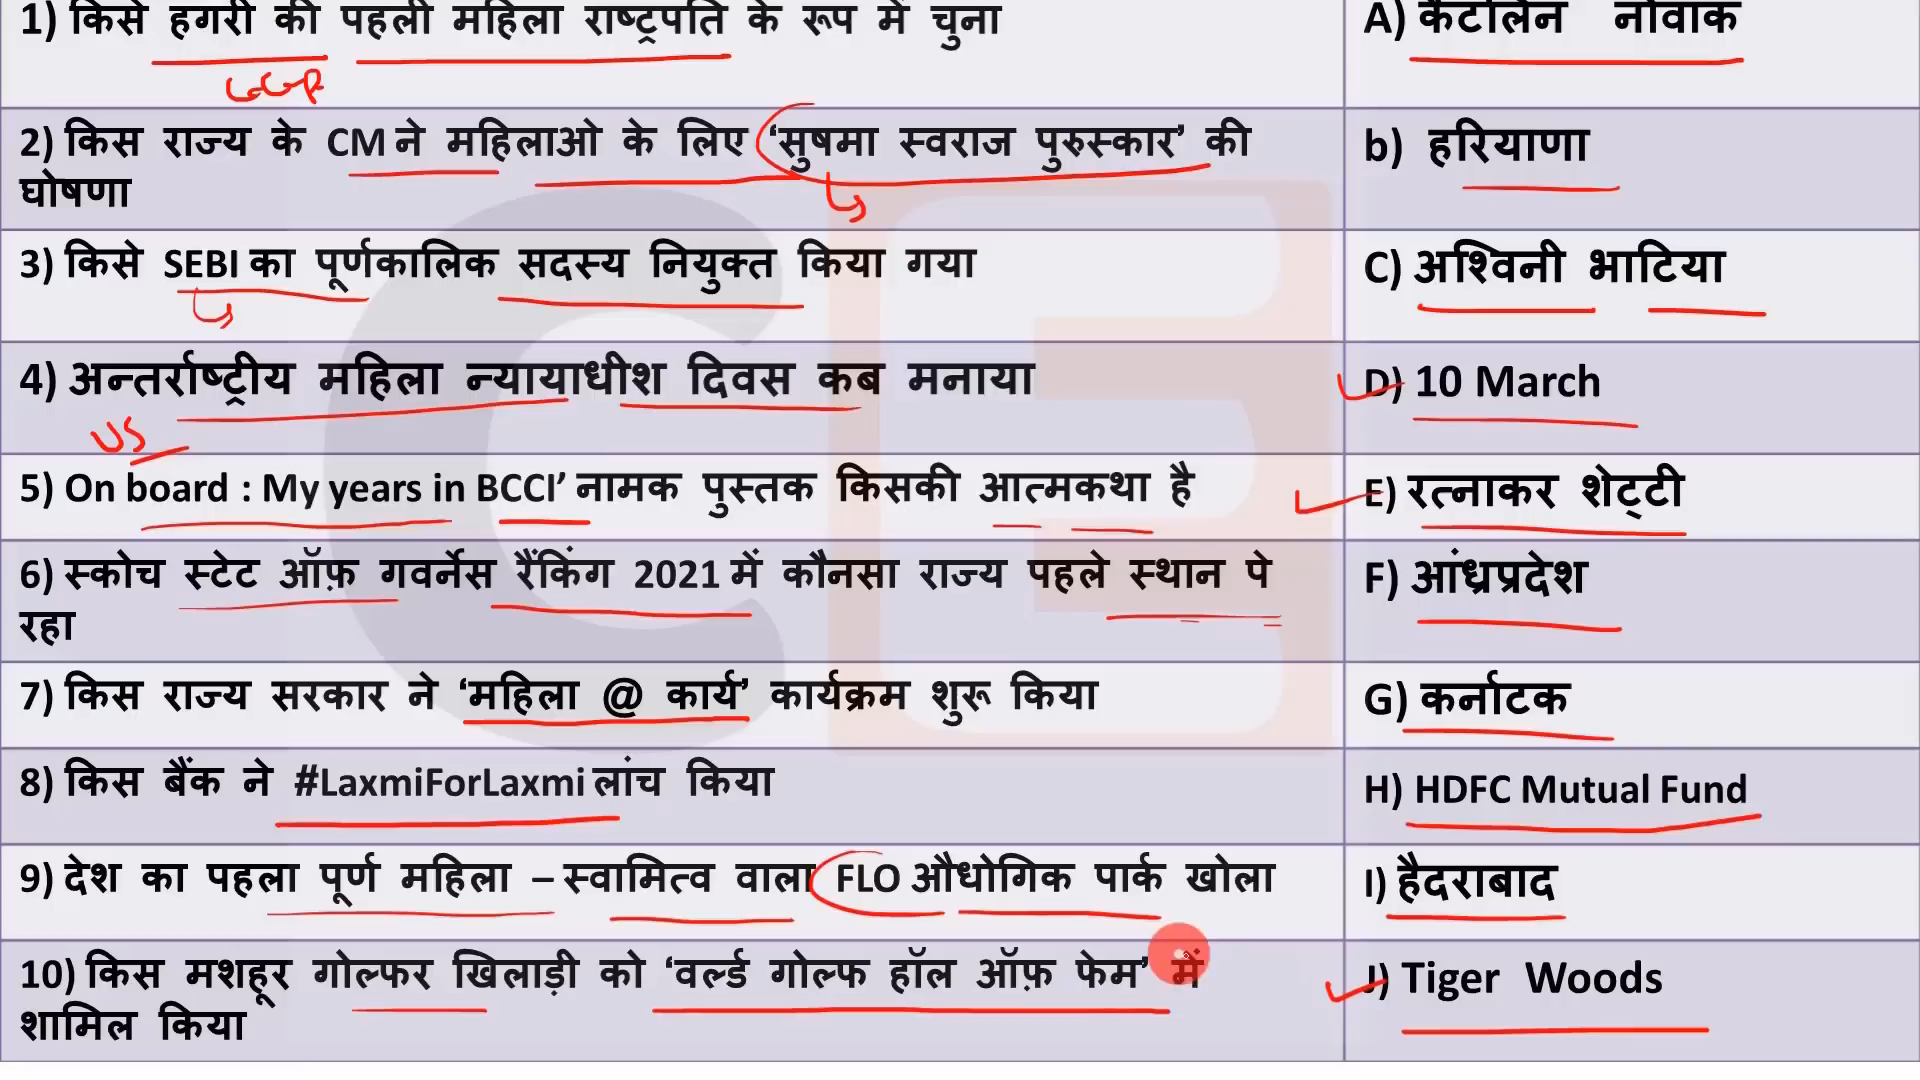 1) किसे हंगरी की पहली महिला राष्ट्रपति के रूप में चुना
A) कैटलिन नोवाक
2) किस राज्य के CM ने महिलाओ के लिए ‘सुषमा स्वराज पुरुस्कार’ की
घोषणा
b) हरियाणा
3) किसे SEBI का पूर्णकालिक सदस्य नियुक्त किया गया
C) अश्विनी भाटिया
4) अन्तर्राष्ट्रीय महिला न्यायाधीश दिवस कब मनाया
US
D) 10 March
5) On board : My years in BCCI’ नामक पुस्तक किसकी आत्मकथा है
E) रत्नाकर शेट्टी
6) स्कोच स्टेट ऑफ़ गवर्नेस रैंकिंग 2021 में कौनसा राज्य पहले स्थान पे
रहा
F) आंध्रप्रदेश
7) किस राज्य सरकार ने ‘महिला @ कार्य’ कार्यक्रम शुरू किया
G) कर्नाटक
8) किस बैंक ने #LaxmiForLaxmi लांच किया
H) HDFC Mutual Fund
9) देश का पहला पूर्ण महिला – स्वामित्व वाला FLO औधोगिक पार्क खोला
I) हैदराबाद
10) किस मशहूर गोल्फर खिलाड़ी को ‘वर्ल्ड गोल्फ हॉल ऑफ़ फेम’ में
शामिल किया
J) Tiger Woods